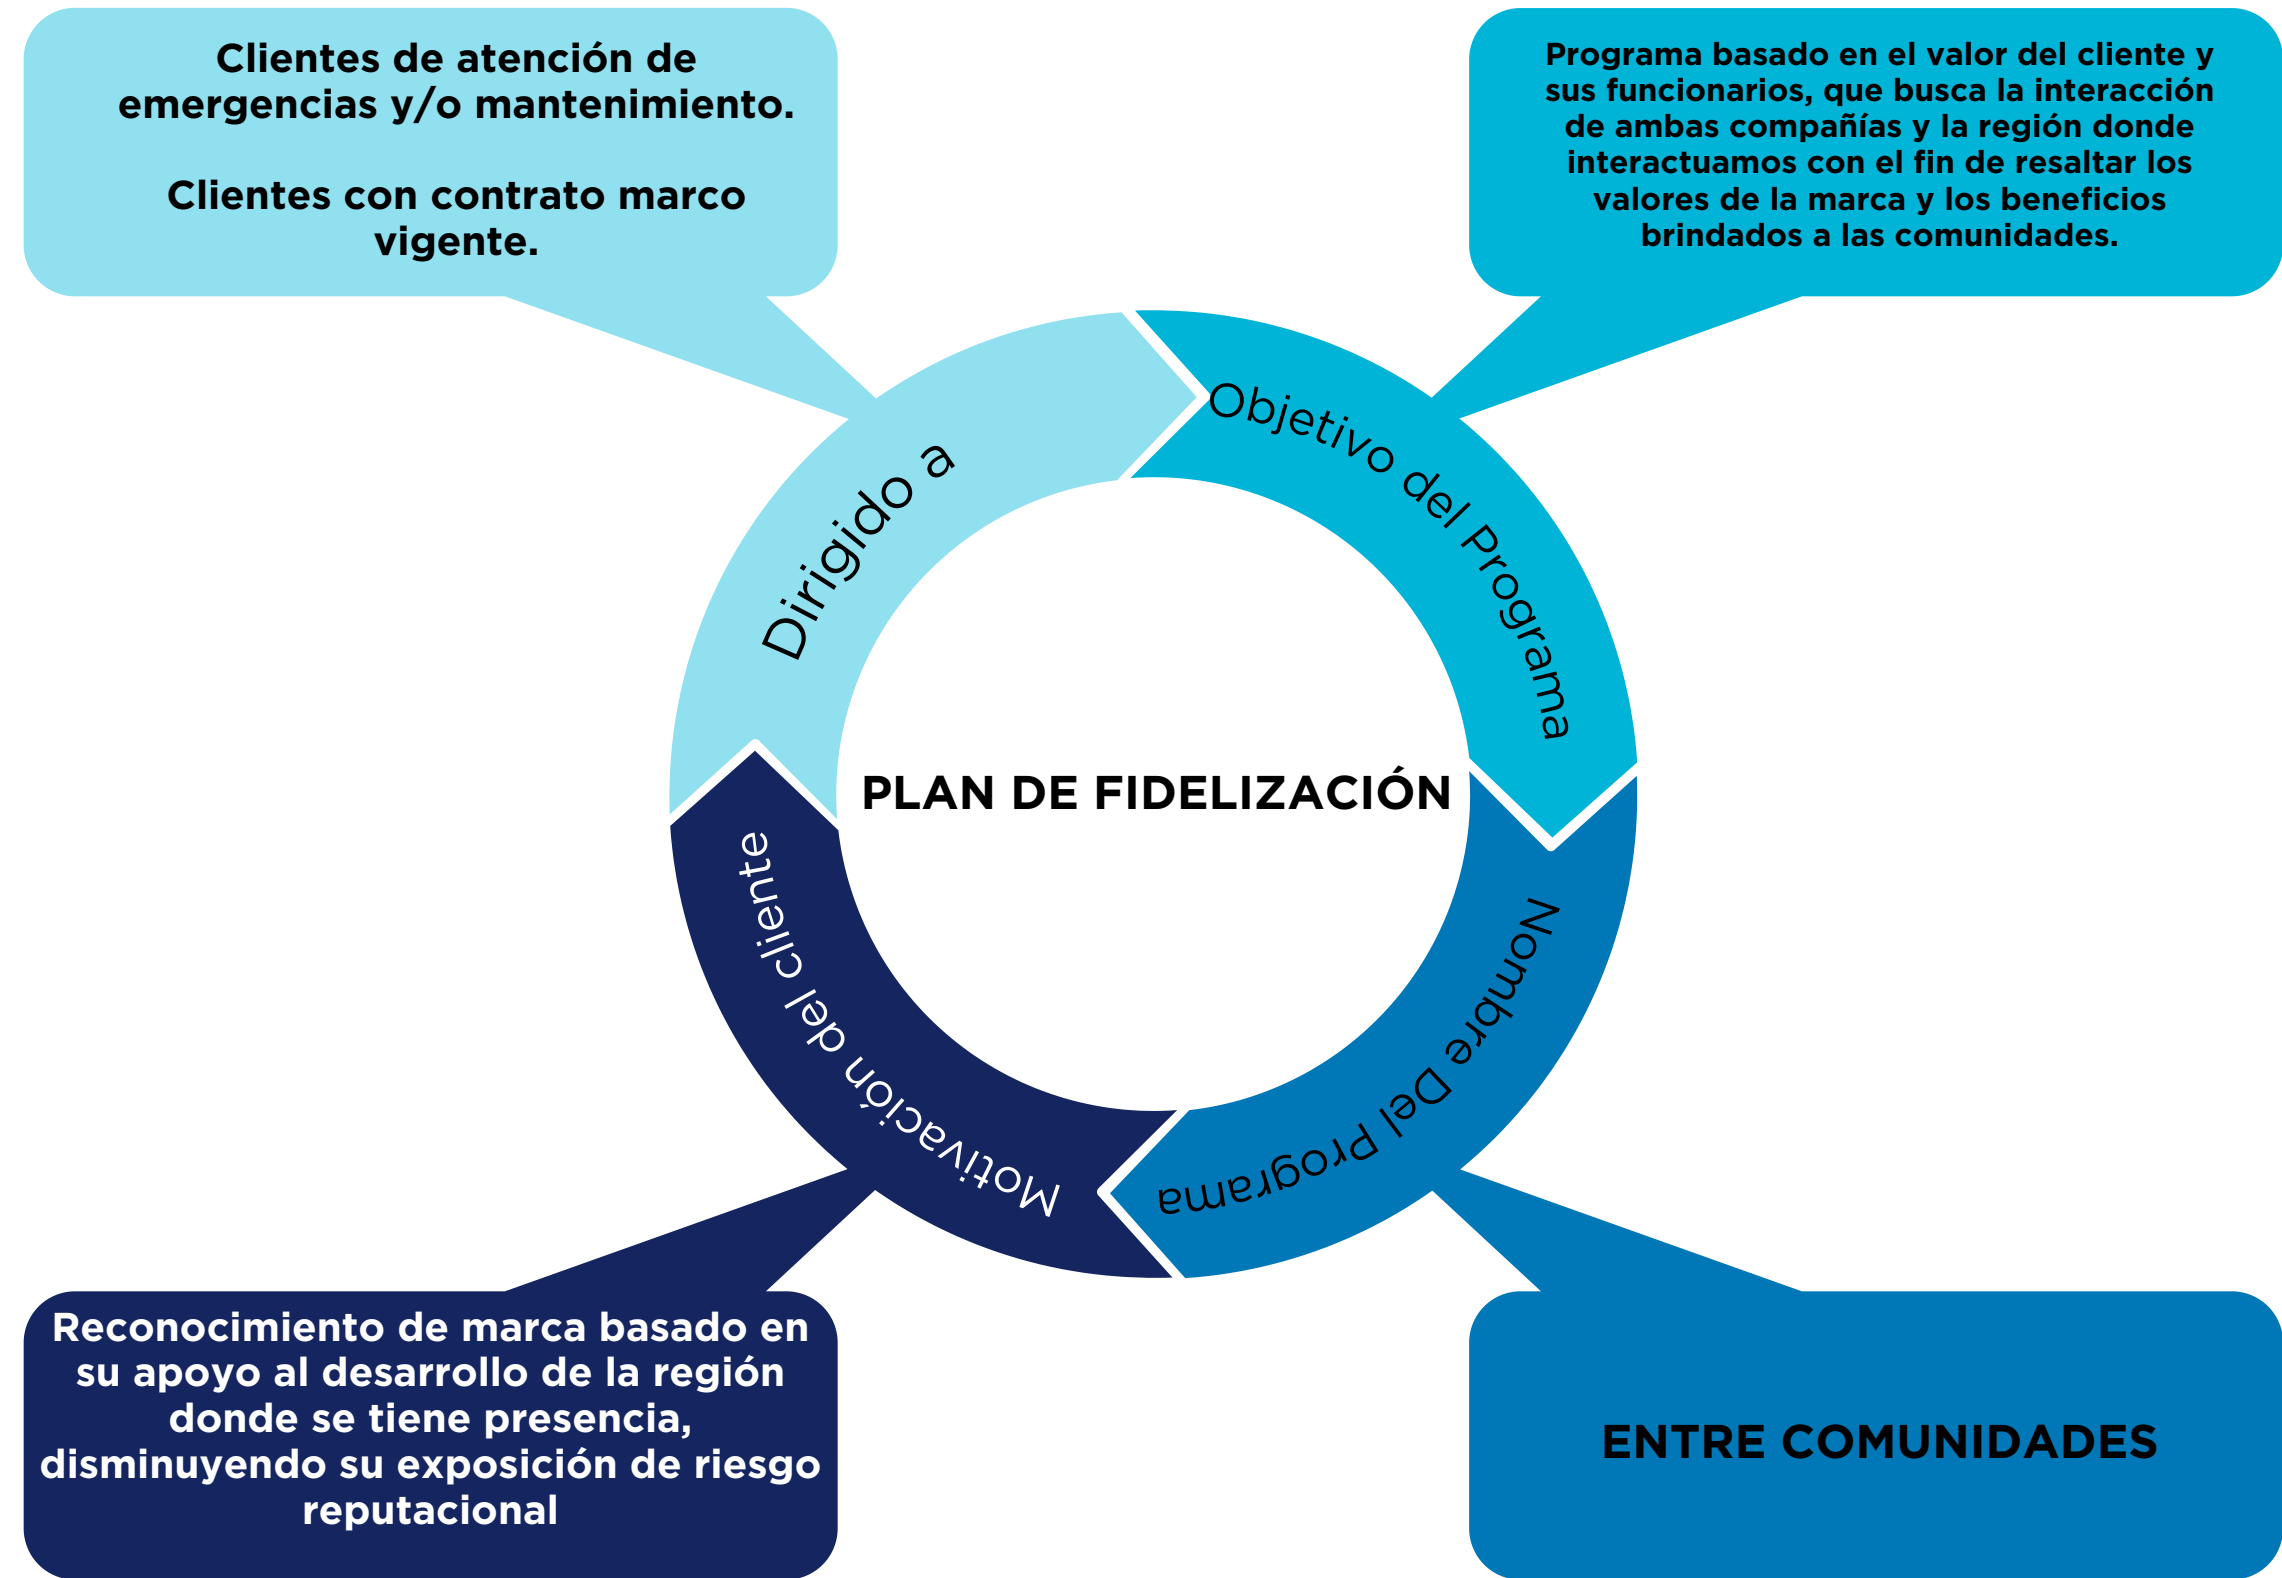 Clientes de atención de
emergencias y/o mantenimiento.
Clientes con contrato marco
vigente.
Programa basado en el valor del cliente y
sus funcionarios, que busca la interacción
de ambas compañías y la región donde
interactuamos con el fin de resaltar los
valores de la marca y los beneficios
brindados a las comunidades.
Dirigido a
Objetivo del Programa
PLAN DE FIDELIZACIÓN
Motivación del cliente
Nombre Del Programa
Reconocimiento de marca basado en
su apoyo al desarrollo de la región
donde se tiene presencia,
disminuyendo su exposición de riesgo
reputacional
ENTRE COMUNIDADES